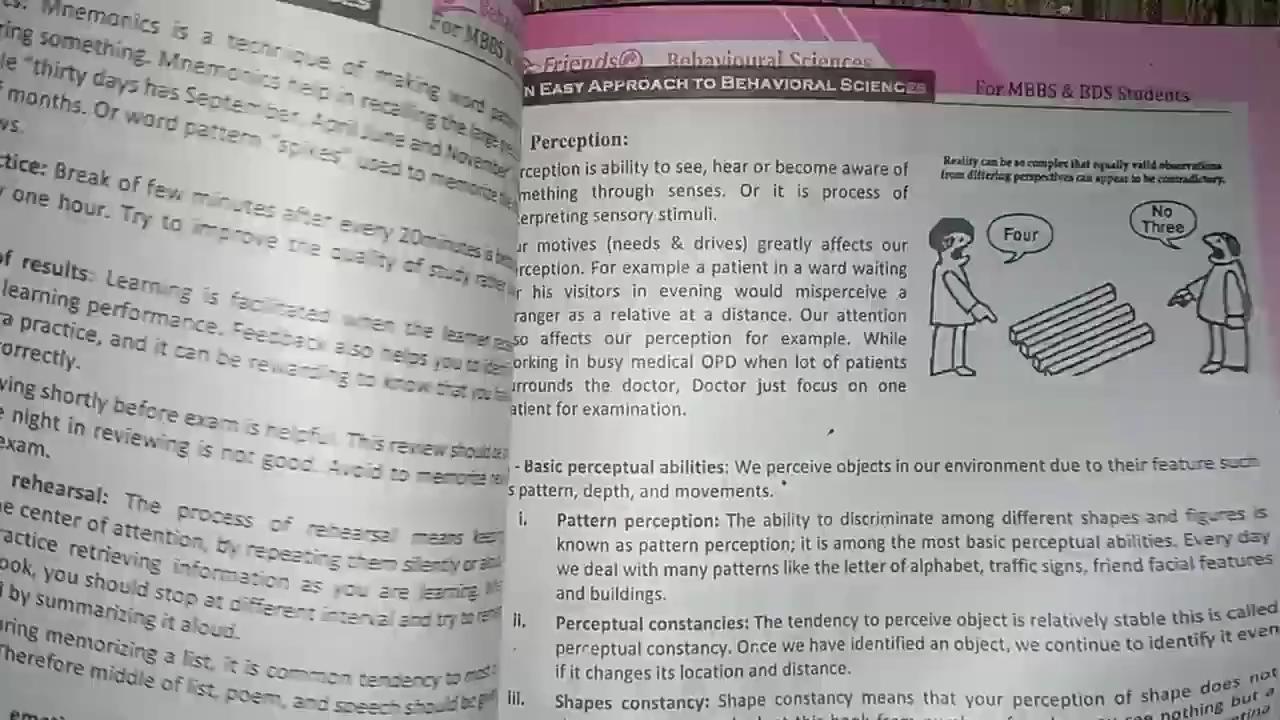 Mnemonics is a technique of making word
ring something. Mnemonics help in recalling the large
le "thirty days has September, April June and November"
months. Or word pattern "spikes" used to memorize the
ws.
ctice: Break of few minutes after every 20minutes is
one hour. Try to improve the quality of study rather
of results: Learning is facilitated when the learner
learning performance. Feedback also helps you to
a practice, and it can be rewarding to know that you
orrectly.
wing shortly before exam is helpful. This review should be
night in reviewing is not good. Avoid to memorize
exam.
rehearsal: The process of rehearsal means
e center of attention, by repeating them silently or
ractice retrieving information as you are learning.
ook, you should stop at different interval and try to
d by summarizing it aloud.
uring memorizing a list, it is common tendency to
Therefore middle of list, poem, and speech should be
For MBBS
Friends Behavioural Sciences
N EASY APPROACH TO BEHAVIORAL SCIENCES
For MBBS & BDS Students
Perception:
rception is ability to see, hear or become aware of
mething through senses. Or it is process of
erpreting sensory stimuli.
ur motives (needs & drives) greatly affects our
rception. For example a patient in a ward waiting
r his visitors in evening would misperceive a
ranger as a relative at a distance. Our attention
so affects our perception for example. While
orking in busy medical OPD when lot of patients
urrounds the doctor, Doctor just focus on one
atient for examination.
Reality can be so complex that equally valid observations
from differing perspectives can appear to be contradictory.
Four
No
Three
- Basic perceptual abilities: We perceive objects in our environment due to their feature such
s pattern, depth, and movements.
i. Pattern perception: The ability to discriminate among different shapes and figures is
known as pattern perception; it is among the most basic perceptual abilities. Every day
we deal with many patterns like the letter of alphabet, traffic signs, friend facial features
and buildings.
ii. Perceptual constancies: The tendency to perceive object is relatively stable this is called
perceptual constancy. Once we have identified an object, we continue to identify it even
if it changes its location and distance.
iii. Shapes constancy: Shape constancy means that your perception of shape does not
nothing but a